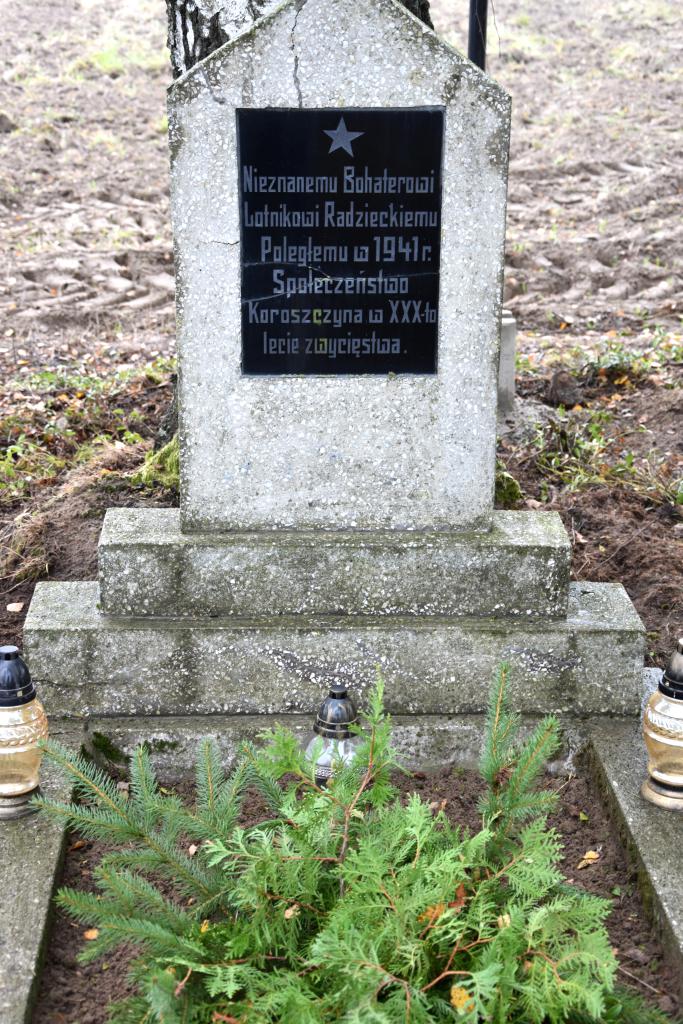 Nieznanemu Bohaterowi
Lotnikowi Radzieckiemu
Poległemu w 1941 r.
Społeczeństwo
Koroszczyna w XXX-to
lecie zwycięstwa.